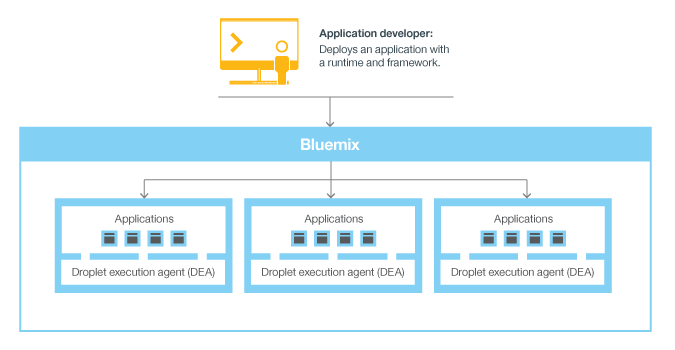 Application developer:
Deploys an application with
a runtime and framework.
Bluemix
Applications
Droplet execution agent (DEA)
Applications
Droplet execution agent (DEA)
Applications
Droplet execution agent (DEA)